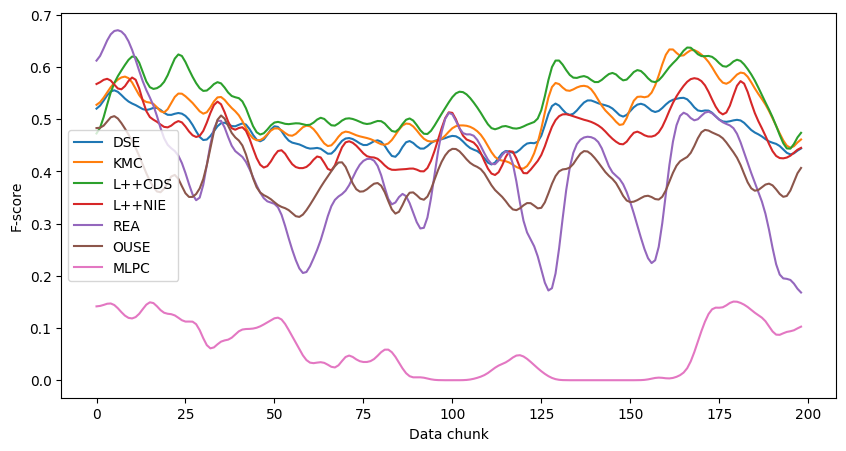 0.7
0.6
0.5
0.4
0.3
0.2
0.1
0.0
F-score
DSE
KMC
L++CDS
L++NIE
REA
OUSE
MLPC
0 25 50 75 100 125 150 175 200
Data chunk